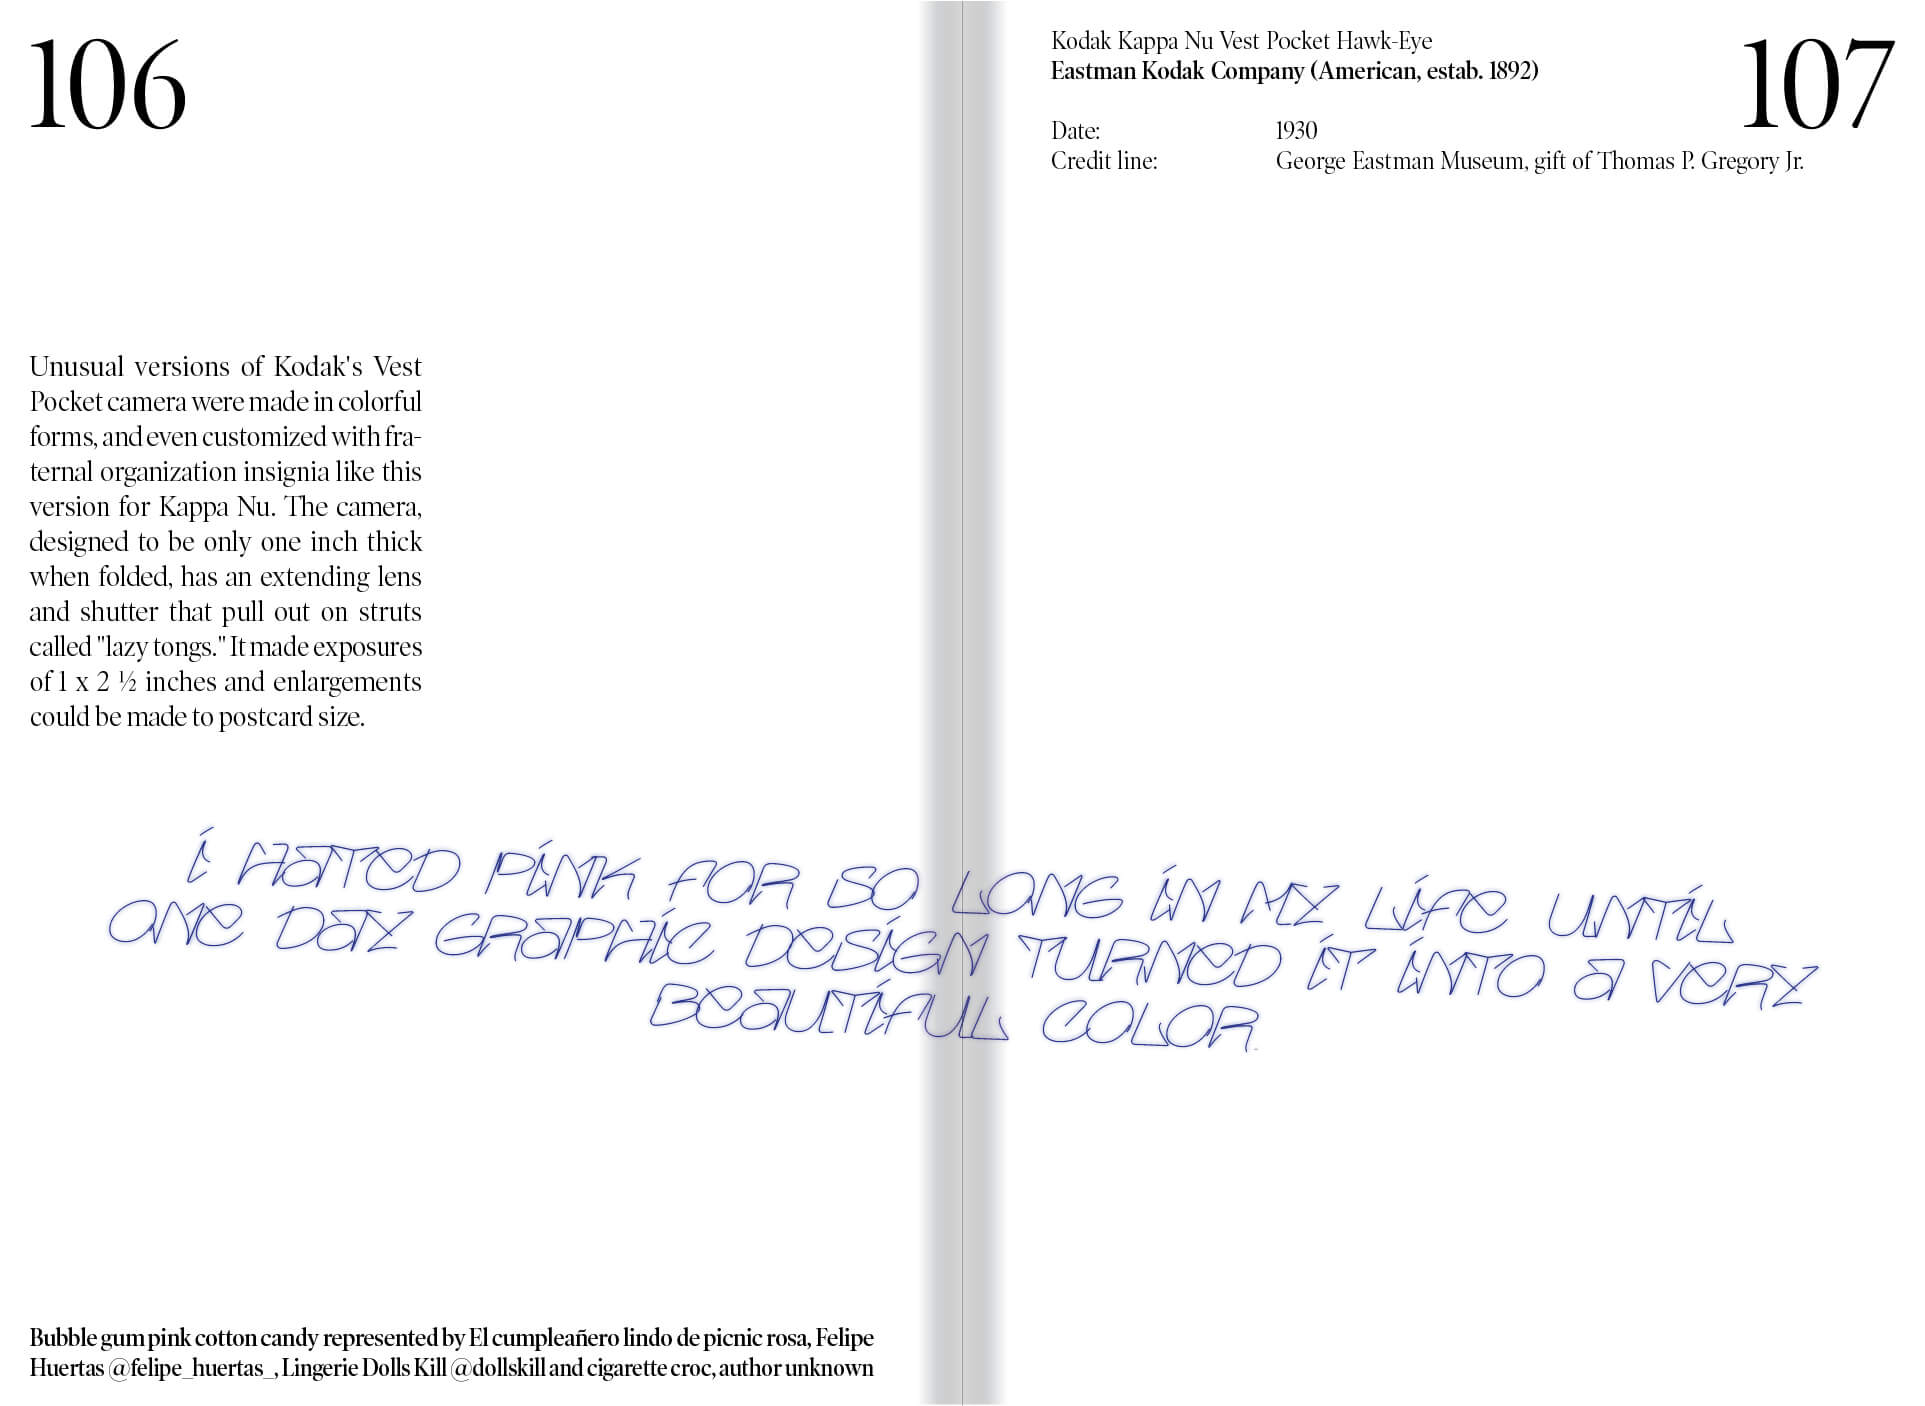 106
Unusual versions of Kodak's Vest
Pocket camera were made in colorful
forms, and even customized with fra-
ternal organization insignia like this
version for Kappa Nu. The camera,
designed to be only one inch thick
when folded, has an extending lens
and shutter that pull out on struts
called "lazy tongs." It made exposures
of 1 x 2 ½ inches and enlargements
could be made to postcard size.
Kodak Kappa Nu Vest Pocket Hawk-Eye
Eastman Kodak Company (American, estab. 1892)
107
Date: 1930
Credit line: George Eastman Museum, gift of Thomas P. Gregory Jr.
I HATED PINK FOR SO LONG IN MY LIFE UNTIL
ONE DAY GRAPHIC DESIGN TURNED IT INTO A VERY
BEAUTIFUL COLOR.
Bubble gum pink cotton candy represented by El cumpleañero lindo de picnic rosa, Felipe
Huertas @felipe_huertas_, Lingerie Dolls Kill @dollskill and cigarette croc, author unknown